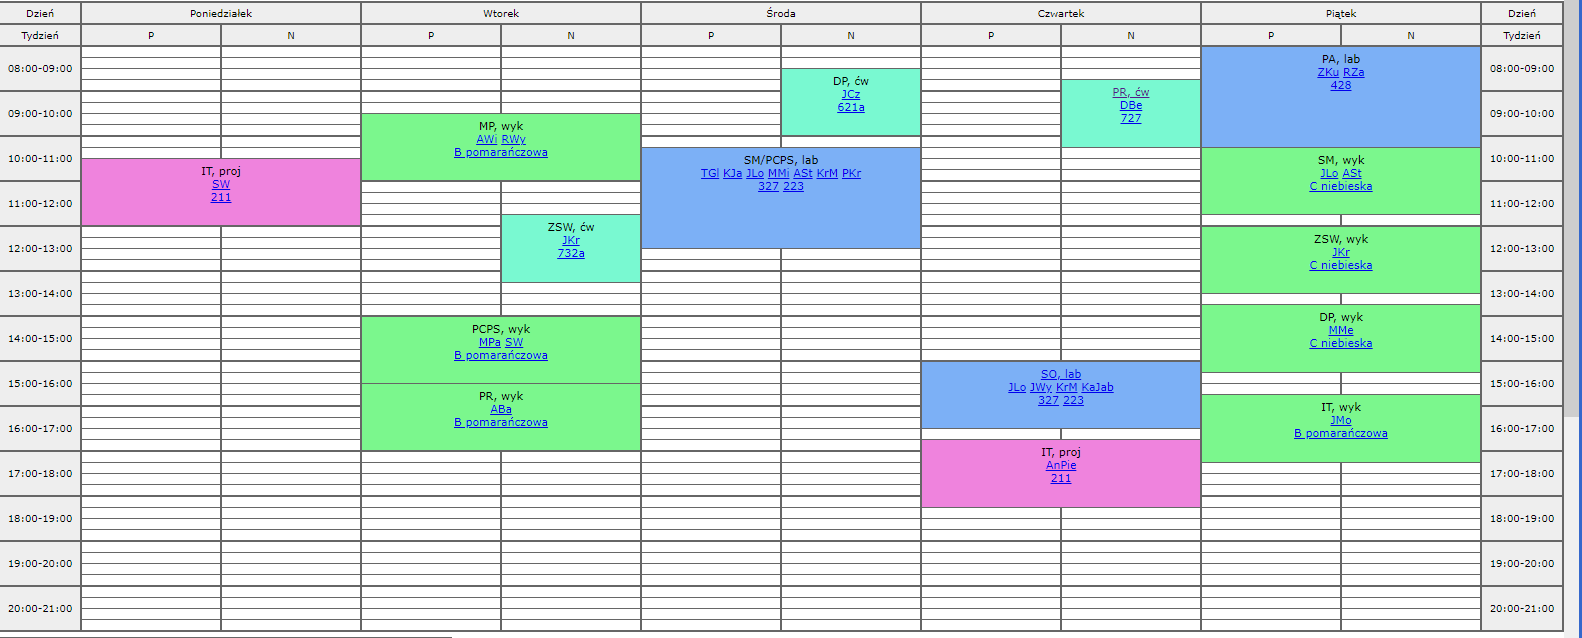 Dzień Poniedziałek Wtorek Środa Czwartek Piątek Dzień
Tydzień P N P N P N P N P N Tydzień
08:00-09:00
09:00-10:00
10:00-11:00
11:00-12:00
12:00-13:00
13:00-14:00
14:00-15:00
15:00-16:00
16:00-17:00
17:00-18:00
18:00-19:00
19:00-20:00
20:00-21:00
IT, proj
SW
211
MP, wyk
AWi RWy
B pomarańczowa
ZSW, ćw
JKr
732a
PCPS, wyk
MPa SW
B pomarańczowa
PR, wyk
ABa
B pomarańczowa
DP, ćw
JCz
621a
SM/PCPS, lab
TGl KJa JLo MMi ASt KrM PKr
327 223
PR, ćw
DBe
727
SO, lab
JLo JWy KrM KaJab
327 223
IT, proj
AnPie
211
PA, lab
ZKu RZa
428
SM, wyk
JLo ASt
C niebieska
ZSW, wyk
JKr
C niebieska
DP, wyk
MMe
C niebieska
IT, wyk
JMo
B pomarańczowa
08:00-09:00
09:00-10:00
10:00-11:00
11:00-12:00
12:00-13:00
13:00-14:00
14:00-15:00
15:00-16:00
16:00-17:00
17:00-18:00
18:00-19:00
19:00-20:00
20:00-21:00